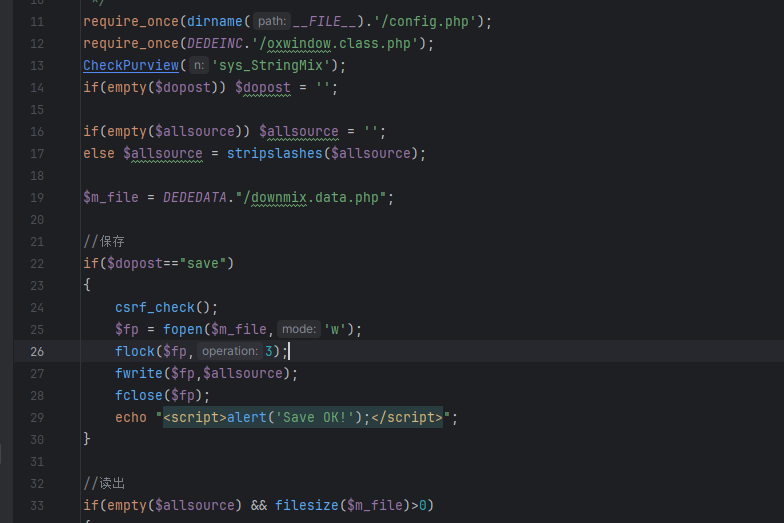 10 */
11 require_once(dirname( path: __FILE__).'/config.php');
12 require_once(DEDEINC.'/oxwindow.class.php');
13 CheckPurview( n: 'sys_StringMix');
14 if(empty($dopost)) $dopost = '';
15
16 if(empty($allsource)) $allsource = '';
17 else $allsource = stripslashes($allsource);
18
19 $m_file = DEDEDATA."/downmix.data.php";
20
21 //保存
22 if($dopost=="save")
23 {
24 csrf_check();
25 $fp = fopen($m_file, mode: 'w');
26 flock($fp, operation: 3);
27 fwrite($fp,$allsource);
28 fclose($fp);
29 echo "<script>alert('Save OK!');</script>";
30 }
31
32 //读出
33 if(empty($allsource) && filesize($m_file)>0)